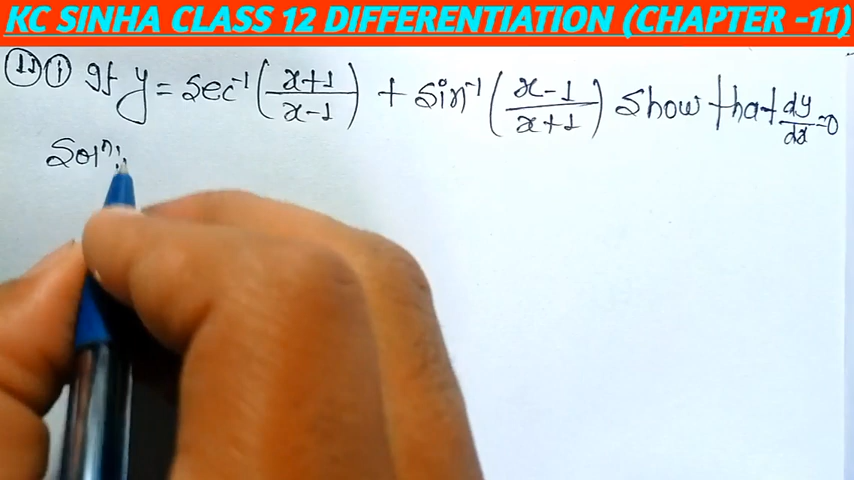 KC SINHA CLASS 12 DIFFERENTIATION (CHAPTER -11)
11 i If y = sec⁻¹((x+1)/(x-1)) + sin⁻¹((x-1)/(x+1)) Show that dy/dx=0
Solⁿ: